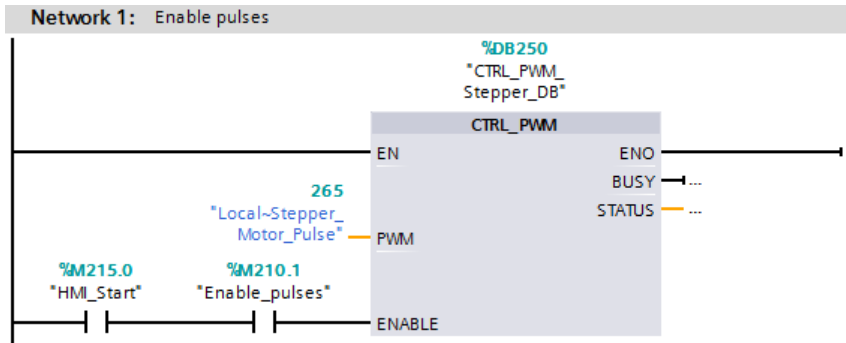 Network 1: Enable pulses
%DB250
"CTRL_PWM_
Stepper_DB"
CTRL_PWM
EN
ENO
BUSY
...
STATUS
...
265
"Local~Stepper_
Motor_Pulse"
PWM
%M215.0
"HMI_Start"
%M210.1
"Enable_pulses"
ENABLE